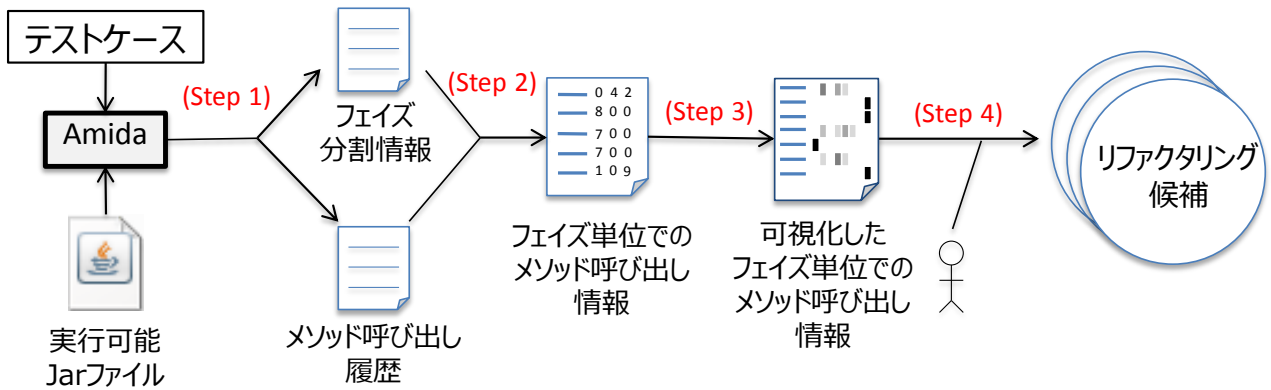 テストケース
Amida
実行可能
Jarファイル
(Step 1)
フェイズ
分割情報
メソッド呼び出し
履歴
(Step 2)
0 4 2
8 0 0
7 0 0
7 0 0
1 0 9
フェイズ単位での
メソッド呼び出し
情報
(Step 3)
可視化した
フェイズ単位での
メソッド呼び出し
情報
(Step 4)
リファクタリング
候補